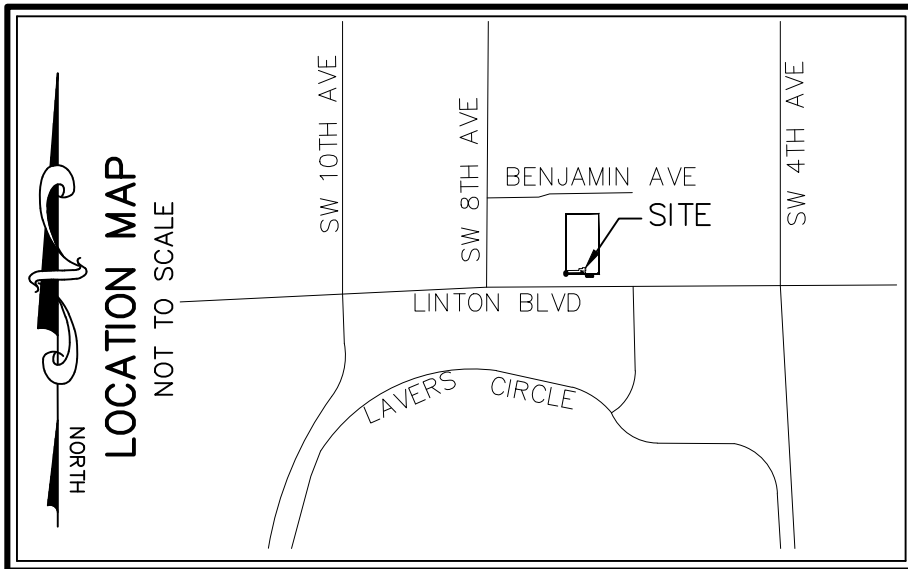 SW 10TH AVE
SW 8TH AVE
SW 4TH AVE
BENJAMIN AVE
SITE
LINTON BLVD
LAVERS CIRCLE
LOCATION MAP
NOT TO SCALE
NORTH